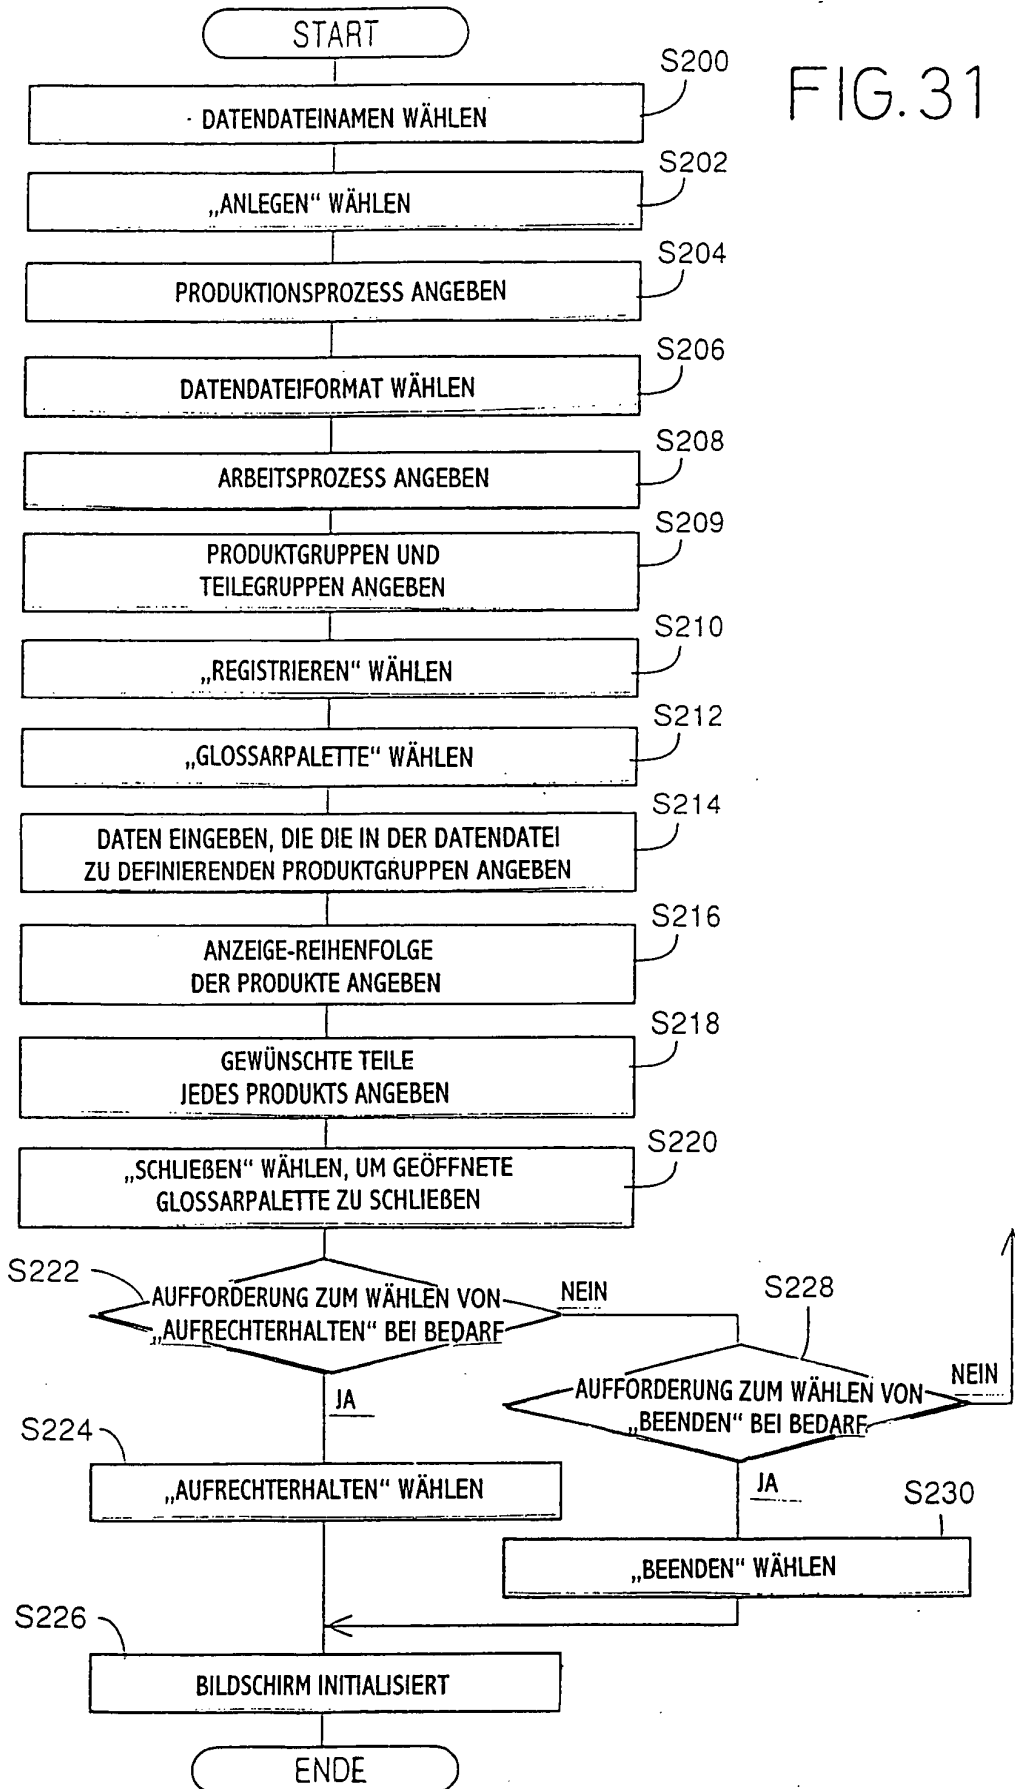 START
S200
FIG. 31
DATENDATEINAMEN WÄHLEN
S202
„ANLEGEN“ WÄHLEN
S204
PRODUKTIONSPROZESS ANGEBEN
S206
DATENDATEIFORMAT WÄHLEN
S208
ARBEITSPROZESS ANGEBEN
S209
PRODUKTGRUPPEN UND
TEILEGRUPPEN ANGEBEN
S210
„REGISTRIEREN“ WÄHLEN
S212
„GLOSSARPALETTE“ WÄHLEN
S214
DATEN EINGEBEN, DIE DIE IN DER DATENDATEI
ZU DEFINIERENDEN PRODUKTGRUPPEN ANGEBEN
S216
ANZEIGE-REIHENFOLGE
DER PRODUKTE ANGEBEN
S218
GEWÜNSCHTE TEILE
JEDES PRODUKTS ANGEBEN
S220
„SCHLIEßEN“ WÄHLEN, UM GEÖFFNETE
GLOSSARPALETTE ZU SCHLIEßEN
S222
AUFFORDERUNG ZUM WÄHLEN VON
„AUFRECHTERHALTEN“ BEI BEDARF
NEIN
S228
JA
AUFFORDERUNG ZUM WÄHLEN VON
„BEENDEN“ BEI BEDARF
NEIN
S224
„AUFRECHTERHALTEN“ WÄHLEN
JA
S230
„BEENDEN“ WÄHLEN
S226
BILDSCHIRM INITIALISIERT
ENDE